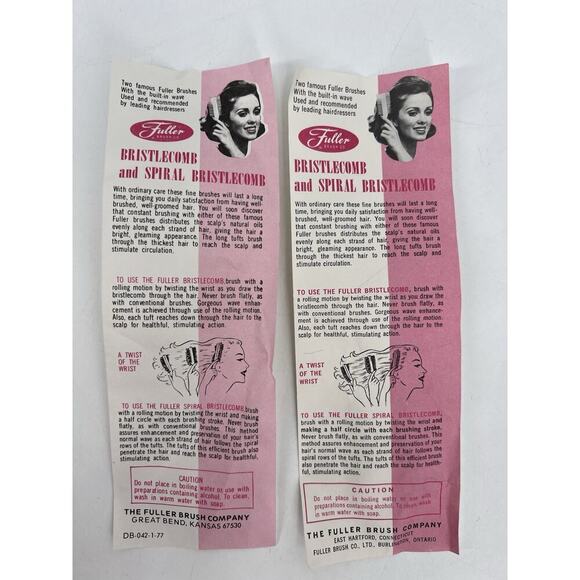 Two famous Fuller Brushes
With the built-in wave
Used and recommended
by leading hairdressers
Fuller
BRUSH CO
BRISTLECOMB
and SPIRAL BRISTLECOMB
With ordinary care these fine brushes will last a long
time, bringing you daily satisfaction from having well-
brushed, well-groomed hair. You will soon discover
that constant brushing with either of these famous
Fuller brushes distributes the scalp's natural oils
evenly along each strand of hair, giving the hair a
bright, gleaming appearance. The long tufts brush
through the thickest hair to reach the scalp and
stimulate circulation.
TO USE THE FULLER BRISTLECOMB, brush with a
rolling motion by twisting the wrist as you draw the
bristlecomb through the hair. Never brush flatly, as
with conventional brushes. Gorgeous wave enhan-
cement is achieved through use of the rolling motion.
Also, each tuft reaches down through the hair to the
scalp for healthful, stimulating action.
A TWIST
OF THE
WRIST
TO USE THE FULLER SPIRAL BRISTLECOMB, brush
with a rolling motion by twisting the wrist and making
a half circle with each brushing stroke. Never brush
flatly, as with conventional brushes. This method
assures enhancement and preservation of your hair's
normal wave as each strand of hair follows the spiral
rows of tufts. The tufts of this efficient brush also
penetrate the hair and reach the scalp for healthful,
stimulating action.
CAUTION
Do not place in boiling water or use with
preparations containing alcohol. To clean,
wash in warm water with soap.
THE FULLER BRUSH COMPANY
GREAT BEND, KANSAS 67530
DB-042-1-77
Two famous Fuller Brushes
With the built-in wave
Used and recommended
by leading hairdressers
Fuller
BRUSH CO
BRISTLECOMB
and SPIRAL BRISTLECOMB
With ordinary care these fine brushes will last a long
time, bringing you daily satisfaction from having well-
brushed, well-groomed hair. You will soon discover
that constant brushing with either of these famous
Fuller brushes distributes the scalp's natural oils
evenly along each strand of hair, giving the hair a
bright, gleaming appearance. The long tufts brush
through the thickest hair to reach the scalp and
stimulate circulation.
TO USE THE FULLER BRISTLECOMB, brush with a
rolling motion by twisting the wrist as you draw the
bristlecomb through the hair. Never brush flatly, as
with conventional brushes. Gorgeous wave enhance-
ment is achieved through use of the rolling motion.
Also, each tuft reaches down through the hair to the
scalp for healthful, stimulating action.
A TWIST
OF THE
WRIST
TO USE THE FULLER SPIRAL BRISTLECOMB,
brush with a rolling motion by twisting the wrist and
making a half circle with each brushing stroke.
Never brush flatly, as with conventional brushes. This
method assures enhancement and preservation of your
hair's normal wave as each strand of hair follows the
spiral rows of the tufts. The tufts of this efficient brush
also penetrate the hair and reach the scalp for health-
ful, stimulating action.
CAUTION
Do not place in boiling water or use with
preparations containing alcohol. To clean, wash
in warm water with soap.
THE FULLER BRUSH COMPANY
EAST HARTFORD, CONNECTICUT
FULLER BRUSH CO., LTD., BURLINGTON, ONTARIO